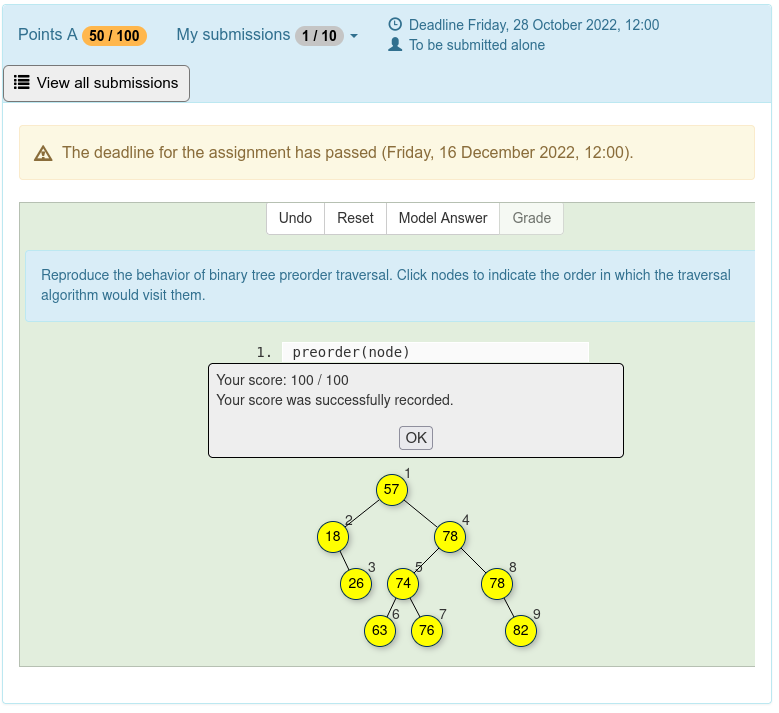 Points A 50 / 100 My submissions 1 / 10
Deadline Friday, 28 October 2022, 12:00
To be submitted alone
View all submissions
The deadline for the assignment has passed (Friday, 16 December 2022, 12:00).
Undo Reset Model Answer Grade
Reproduce the behavior of binary tree preorder traversal. Click nodes to indicate the order in which the traversal
algorithm would visit them.
1. preorder(node)
Your score: 100 / 100
Your score was successfully recorded.
OK
1
57
2 4
18 78
3 5 8
26 74 78
6 7 9
63 76 82